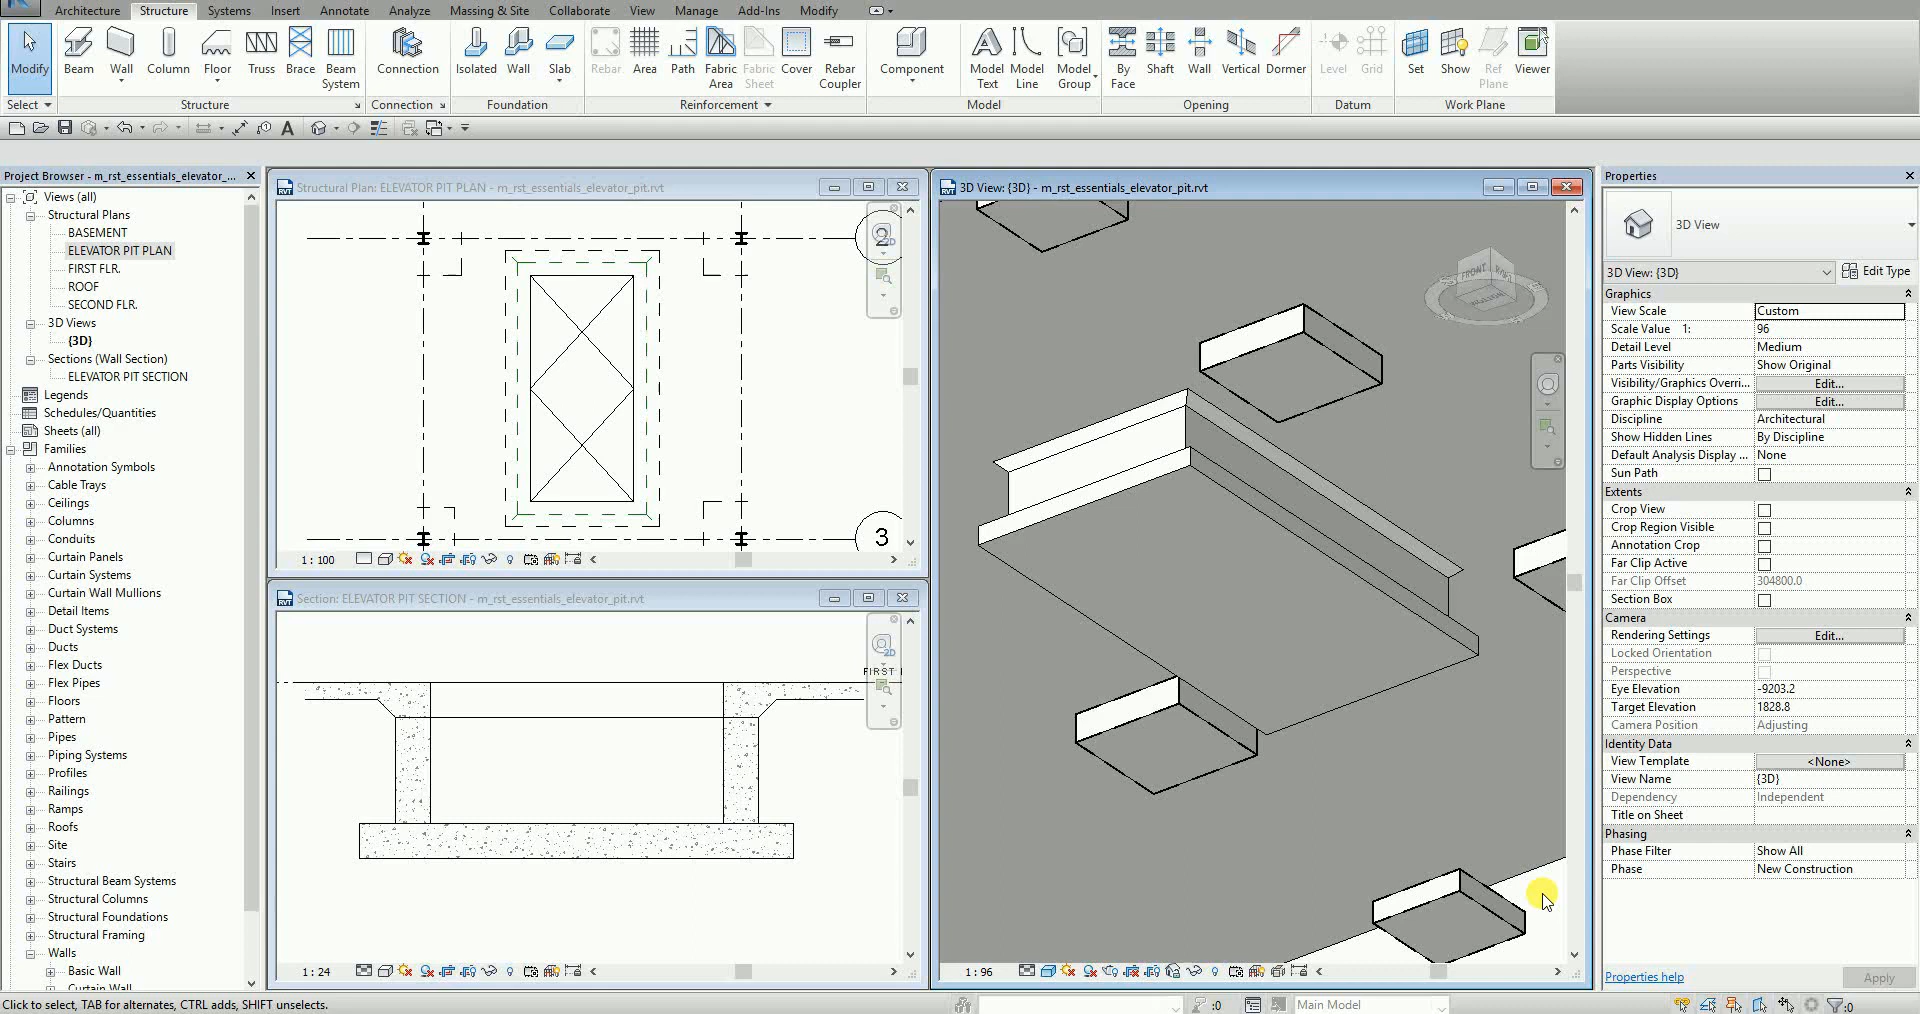 Architecture Structure Systems Insert Annotate Analyze Massing & Site Collaborate View Manage Add-Ins Modify
Modify Beam Wall Column Floor Truss Brace Beam System Connection Isolated Wall Slab Rebar Area Path Fabric Area Fabric Sheet Cover Rebar Coupler Component Model Text Model Line Model Group By Face Shaft Wall Vertical Dormer Level Grid Set Show Ref Plane Viewer
Select Structure Connection Foundation Reinforcement Model Opening Datum Work Plane
Project Browser - m_rst_essentials_elevator_...
Views (all)
Structural Plans
BASEMENT
ELEVATOR PIT PLAN
FIRST FLR.
ROOF
SECOND FLR.
3D Views
{3D}
Sections (Wall Section)
ELEVATOR PIT SECTION
Legends
Schedules/Quantities
Sheets (all)
Families
Annotation Symbols
Cable Trays
Ceilings
Columns
Conduits
Curtain Panels
Curtain Systems
Curtain Wall Mullions
Detail Items
Duct Systems
Ducts
Flex Ducts
Flex Pipes
Floors
Pattern
Pipes
Piping Systems
Profiles
Railings
Ramps
Roofs
Site
Stairs
Structural Beam Systems
Structural Columns
Structural Foundations
Structural Framing
Walls
Basic Wall
Curtain Wall
Structural Plan: ELEVATOR PIT PLAN - m_rst_essentials_elevator_pit.rvt
2
2D
3
1 : 100
Section: ELEVATOR PIT SECTION - m_rst_essentials_elevator_pit.rvt
2D
FIRST
1 : 24
3D View: {3D} - m_rst_essentials_elevator_pit.rvt
FRONT
1 : 96
Properties
3D View
3D View: {3D} Edit Type
Graphics
View Scale Custom
Scale Value 1: 96
Detail Level Medium
Parts Visibility Show Original
Visibility/Graphics Overri... Edit...
Graphic Display Options Edit...
Discipline Architectural
Show Hidden Lines By Discipline
Default Analysis Display ... None
Sun Path
Extents
Crop View
Crop Region Visible
Annotation Crop
Far Clip Active
Far Clip Offset 304800.0
Section Box
Camera
Rendering Settings Edit...
Locked Orientation
Perspective
Eye Elevation -9203.2
Target Elevation 1828.8
Camera Position Adjusting
Identity Data
View Template <None>
View Name {3D}
Dependency Independent
Title on Sheet
Phasing
Phase Filter Show All
Phase New Construction
Properties help Apply
Click to select, TAB for alternates, CTRL adds, SHIFT unselects. :0 Main Model :0